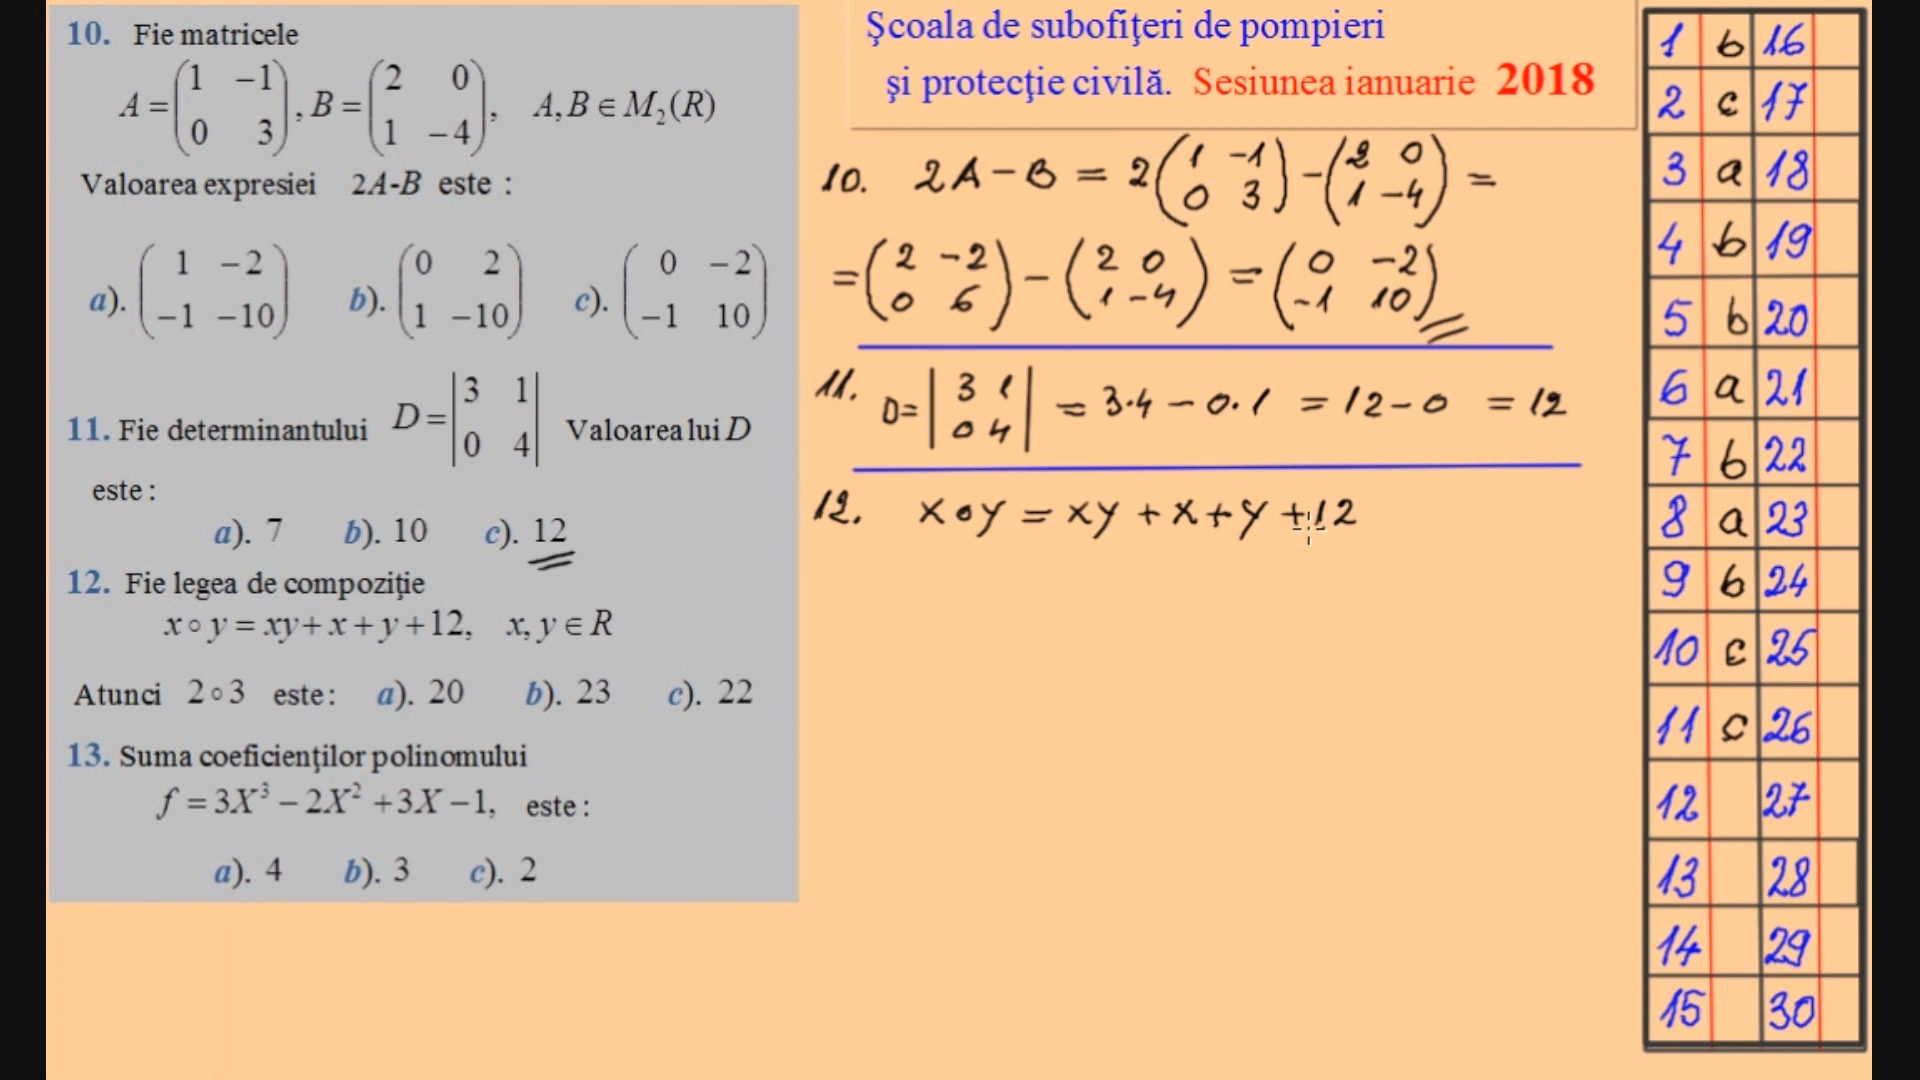 10. Fie matricele
A = (1 -1 0 3), B = (2 0 1 -4), A, B ∈ M₂(R)
Valoarea expresiei 2A-B este :
a). (1 -2 -1 -10) b). (0 2 1 -10) c). (0 -2 -1 10)
11. Fie determinantului D = |3 1 0 4| Valoarea lui D
este :
a). 7 b). 10 c). 12
12. Fie legea de compoziţie
x ∘ y = xy + x + y + 12, x, y ∈ R
Atunci 2 ∘ 3 este : a). 20 b). 23 c). 22
13. Suma coeficienţilor polinomului
f = 3X³ - 2X² + 3X - 1, este :
a). 4 b). 3 c). 2
Şcoala de subofiţeri de pompieri
şi protecţie civilă. Sesiunea ianuarie 2018
10. 2A - B = 2(1 -1 0 3) - (2 0 1 -4) =
= (2 -2 0 6) - (2 0 1 -4) = (0 -2 -1 10)
11. D = |3 1 0 4| = 3·4 - 0·1 = 12 - 0 = 12
12. x∘y = xy + x + y + 12
1 b 16
2 c 17
3 a 18
4 b 19
5 b 20
6 a 21
7 b 22
8 a 23
9 b 24
10 c 25
11 c 26
12 27
13 28
14 29
15 30